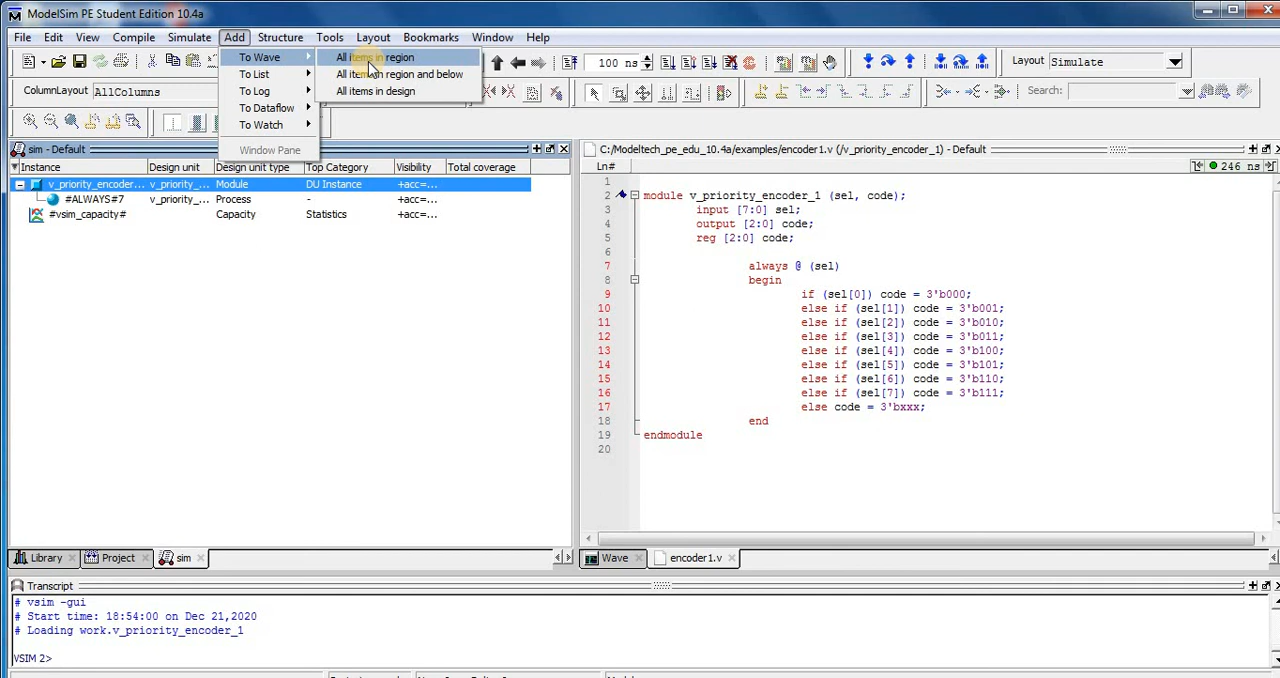 ModelSim PE Student Edition 10.4a
File Edit View Compile Simulate Add Structure Tools Layout Bookmarks Window Help
To Wave
To List
To Log
To Dataflow
To Watch
Window Pane
All items in region
All items in region and below
All items in design
100 ns
Layout Simulate
ColumnLayout AllColumns
Search:
sim - Default
Instance Design unit Design unit type Top Category Visibility Total coverage
v_priority_encoder... v_priority_... Module DU Instance +acc=...
#ALWAYS#7 v_priority_... Process - +acc=...
#vsim_capacity# Capacity Statistics +acc=...
Library Project sim
C:/Modeltech_pe_edu_10.4a/examples/encoder1.v (/v_priority_encoder_1) - Default
Ln#
246 ns
1
2 module v_priority_encoder_1 (sel, code);
3 input [7:0] sel;
4 output [2:0] code;
5 reg [2:0] code;
6
7 always @ (sel)
8 begin
9 if (sel[0]) code = 3'b000;
10 else if (sel[1]) code = 3'b001;
11 else if (sel[2]) code = 3'b010;
12 else if (sel[3]) code = 3'b011;
13 else if (sel[4]) code = 3'b100;
14 else if (sel[5]) code = 3'b101;
15 else if (sel[6]) code = 3'b110;
16 else if (sel[7]) code = 3'b111;
17 else code = 3'bxxx;
18 end
19 endmodule
20
Wave encoder1.v
Transcript
# vsim -gui
# Start time: 18:54:00 on Dec 21,2020
# Loading work.v_priority_encoder_1
VSIM 2>